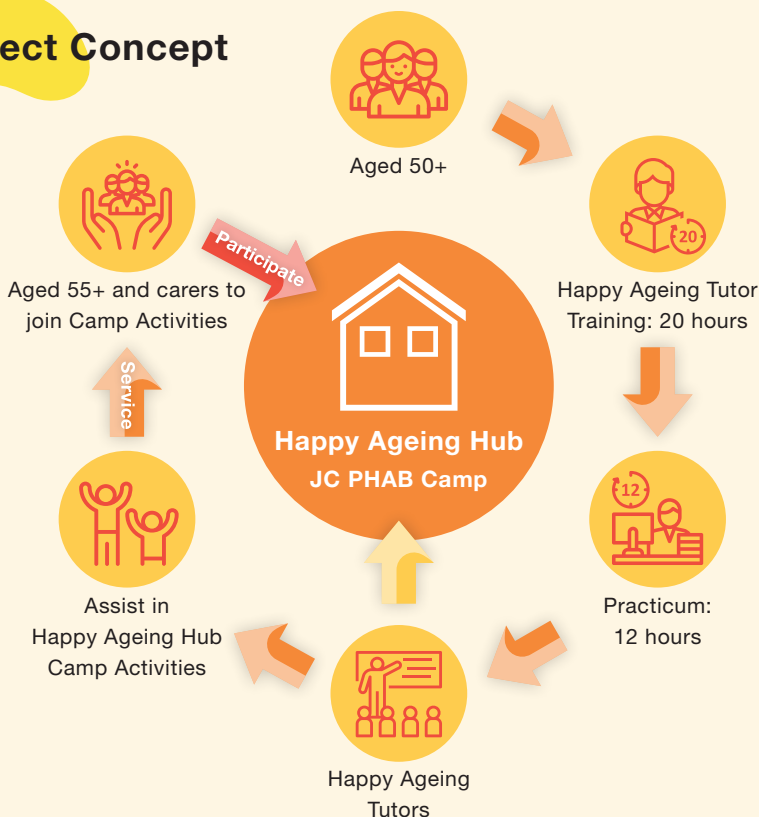 ect Concept
Aged 50+
Happy Ageing Tutor
Training: 20 hours
20
Practicum:
12 hours
12
Happy Ageing
Tutors
Assist in
Happy Ageing Hub
Camp Activities
Service
Aged 55+ and carers to
join Camp Activities
Participate
Happy Ageing Hub
JC PHAB Camp